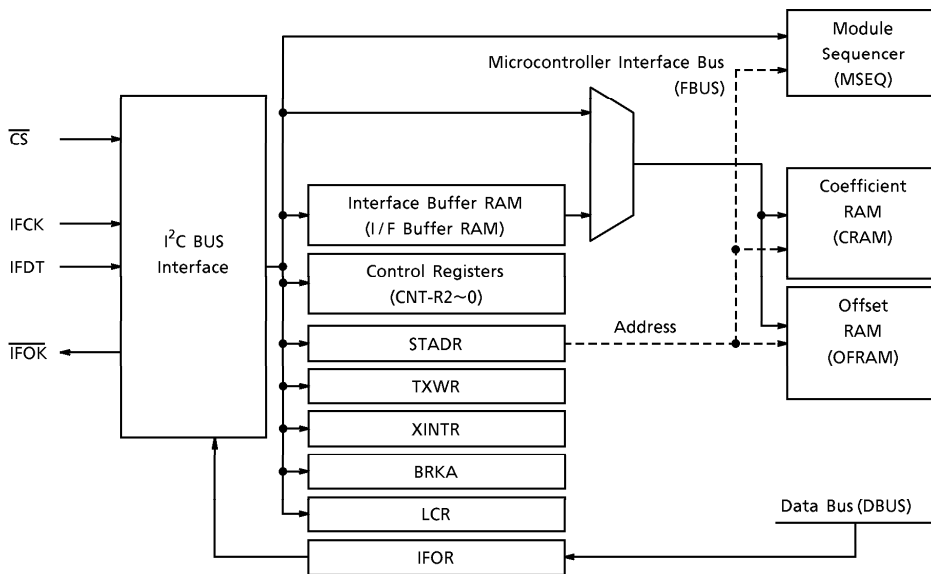 Module
Sequencer
(MSEQ)
Microcontroller Interface Bus
(FBUS)
C̅S̅
IFCK
IFDT
I̅F̅O̅K̅
I²C BUS
Interface
Interface Buffer RAM
(I/F Buffer RAM)
Control Registers
(CNT-R2~0)
STADR
TXWR
XINTR
BRKA
LCR
IFOR
Address
Coefficient
RAM
(CRAM)
Offset
RAM
(OFRAM)
Data Bus (DBUS)